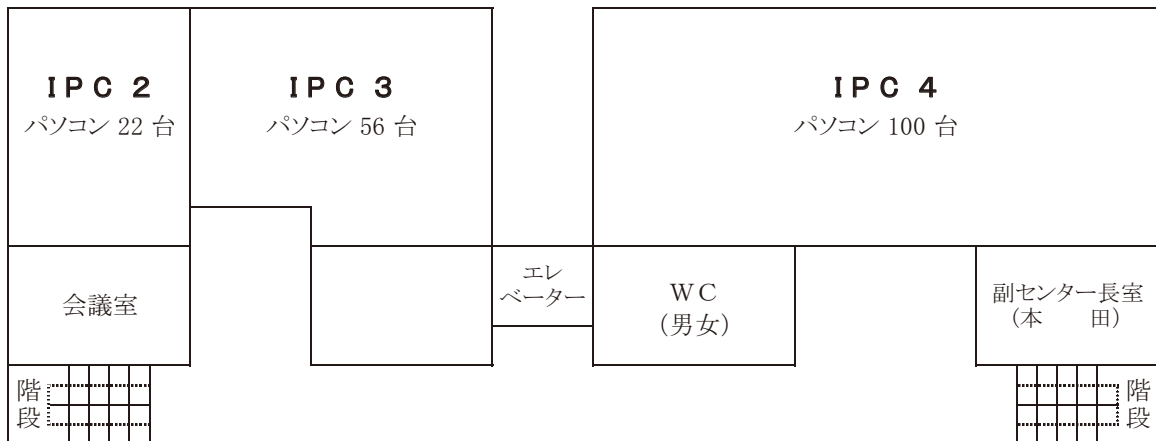 ＩＰＣ ２
パソコン 22 台
ＩＰＣ ３
パソコン 56 台
ＩＰＣ ４
パソコン 100 台
会議室
エレ
ベーター
ＷＣ
（男女）
副センター長室
（本　　田）
階
段
階
段